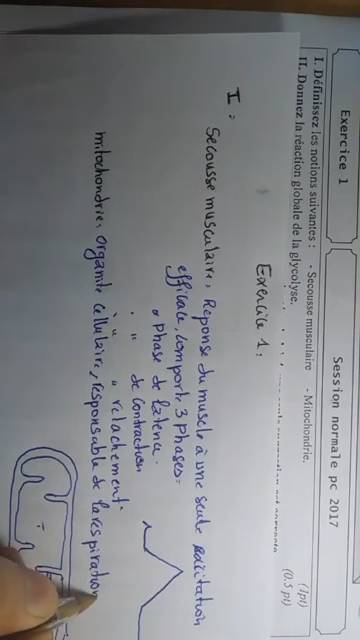 Exercice 1
Session normale pc 2017
I. Définissez les notions suivantes : - Secousse musculaire - Mitochondrie. (1pt)
II. Donnez la réaction globale de la glycolyse. (0.5 pt)
Exercice 1:
I:
Secousse musculaire, Réponse du muscle à une seule excitation
efficace, comporte 3 phases:
• Phase de latence.
• " de contraction
• " " relachement
mitochondrie, organite cellulaire, responsable de la respiration